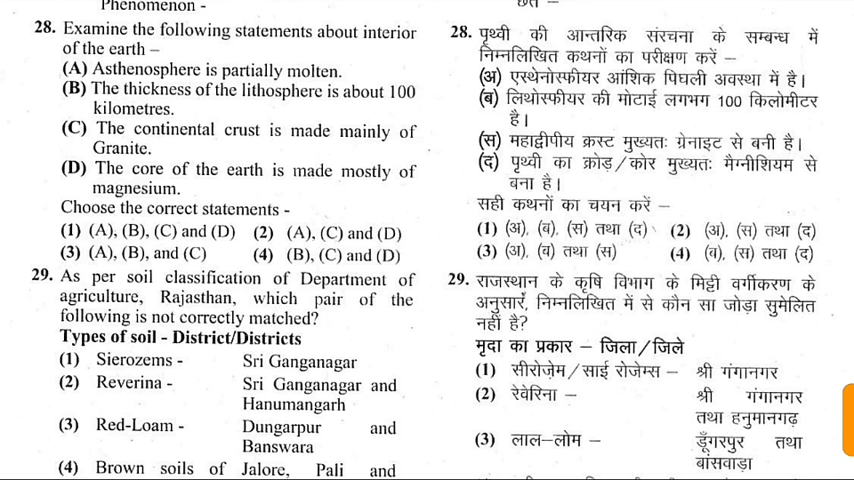 Phenomenon -
28. Examine the following statements about interior
of the earth –
(A) Asthenosphere is partially molten.
(B) The thickness of the lithosphere is about 100
kilometres.
(C) The continental crust is made mainly of
Granite.
(D) The core of the earth is made mostly of
magnesium.
Choose the correct statements -
(1) (A), (B), (C) and (D) (2) (A), (C) and (D)
(3) (A), (B), and (C) (4) (B), (C) and (D)
29. As per soil classification of Department of
agriculture, Rajasthan, which pair of the
following is not correctly matched?
Types of soil - District/Districts
(1) Sierozems - Sri Ganganagar
(2) Reverina - Sri Ganganagar and
Hanumangarh
(3) Red-Loam - Dungarpur and
Banswara
(4) Brown soils of Jalore, Pali and
28. पृथ्वी की आन्तरिक संरचना के सम्बन्ध में
निम्नलिखित कथनों का परीक्षण करें –
(अ) एस्थेनोस्फीयर आंशिक पिघली अवस्था में है।
(ब) लिथोस्फीयर की मोटाई लगभग 100 किलोमीटर
है।
(स) महाद्वीपीय क्रस्ट मुख्यतः ग्रेनाइट से बनी है।
(द) पृथ्वी का क्रोड़/कोर मुख्यतः मैग्नीशियम से
बना है।
सही कथनों का चयन करें –
(1) (अ), (ब), (स) तथा (द) (2) (अ), (स) तथा (द)
(3) (अ), (ब) तथा (स) (4) (ब), (स) तथा (द)
29. राजस्थान के कृषि विभाग के मिट्टी वर्गीकरण के
अनुसार, निम्नलिखित में से कौन सा जोड़ा सुमेलित
नहीं है?
मृदा का प्रकार – जिला/जिले
(1) सीरोज़ेम/साई रोजेम्स – श्री गंगानगर
(2) रेवेरिना – श्री गंगानगर
तथा हनुमानगढ़
(3) लाल–लोम – डूँगरपुर तथा
बांसवाड़ा